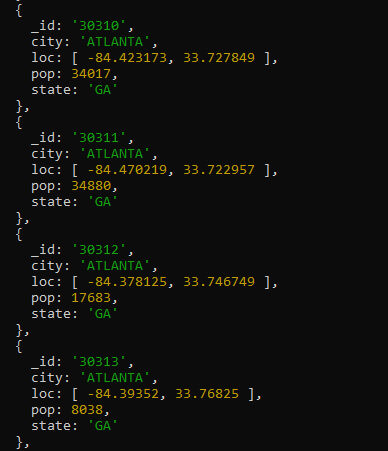 {
_id: '30310',
city: 'ATLANTA',
loc: [ -84.423173, 33.727849 ],
pop: 34017,
state: 'GA'
},
{
_id: '30311',
city: 'ATLANTA',
loc: [ -84.470219, 33.722957 ],
pop: 34880,
state: 'GA'
},
{
_id: '30312',
city: 'ATLANTA',
loc: [ -84.378125, 33.746749 ],
pop: 17683,
state: 'GA'
},
{
_id: '30313',
city: 'ATLANTA',
loc: [ -84.39352, 33.76825 ],
pop: 8038,
state: 'GA'
},